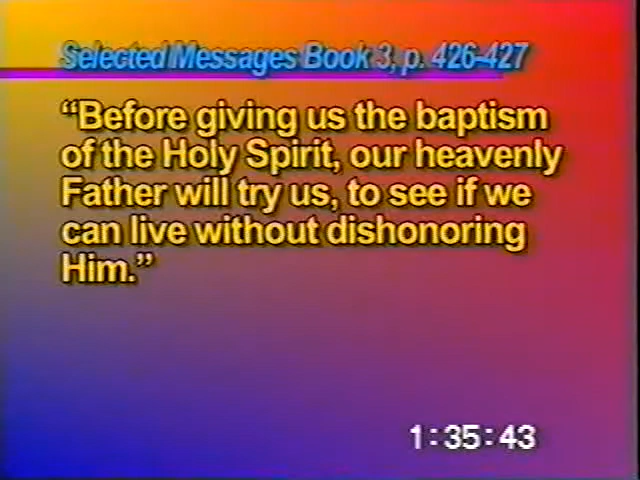 Selected Messages Book 3, p. 426-427
“Before giving us the baptism
of the Holy Spirit, our heavenly
Father will try us, to see if we
can live without dishonoring
Him.”
1:35:43